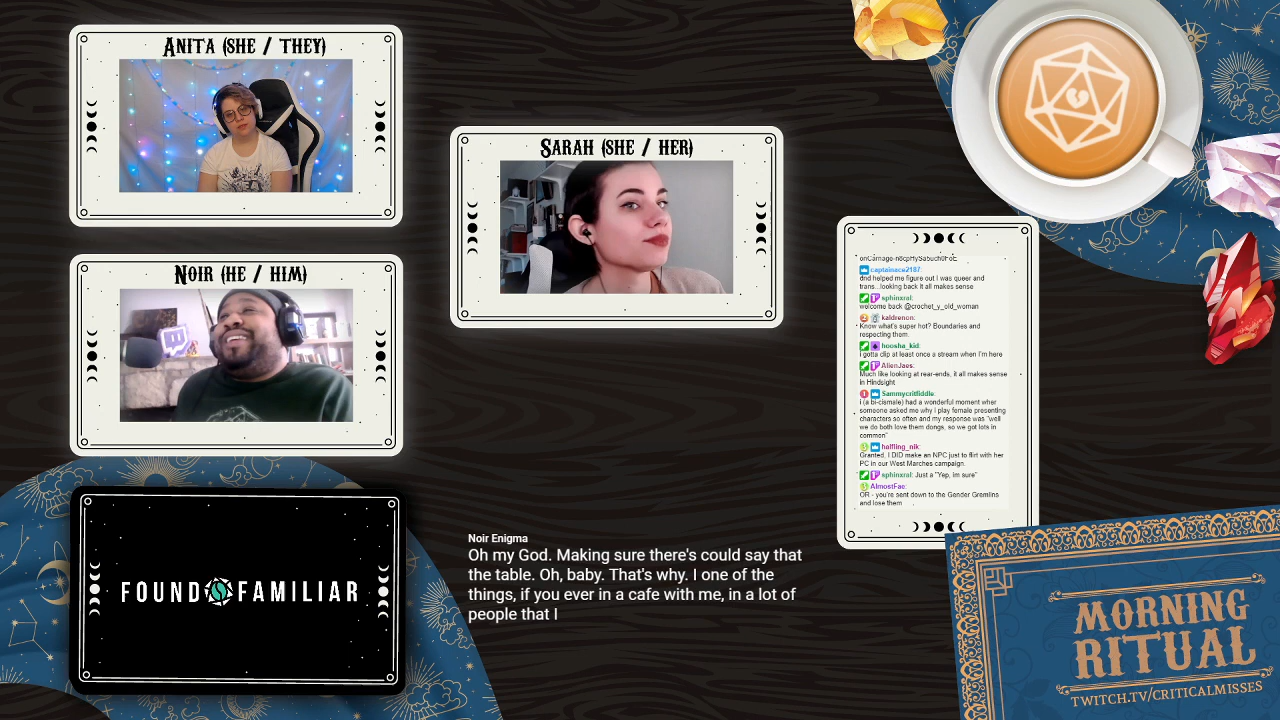 ANITA (SHE / THEY)
SARAH (SHE / HER)
NOIR (HE / HIM)
FOUND FAMILIAR
Noir Enigma
Oh my God. Making sure there's could say that
the table. Oh, baby. That's why. I one of the
things, if you ever in a cafe with me, in a lot of
people that I
captainace2187:
dnd helped me figure out I was queer and
trans...looking back it all makes sense
sphinxral:
welcome back @crochet_y_old_woman
kaldrenon:
Know what's super hot? Boundaries and
respecting them.
hoosha_kid:
i gotta clip at least once a stream when I'm here
AlienJaes:
Much like looking at rear-ends, it all makes sense
in Hindsight
Sammycritfiddle:
i (a bi-cismale) had a wonderful moment wher
someone asked me why I play female presenting
characters so often and my response was "well
we do both love them dongs, so we got lots in
common"
halfling_nik:
Granted, I DID make an NPC just to flirt with her
PC in our West Marches campaign.
sphinxral: Just a "Yep, im sure"
AlmostFae:
OR - you're sent down to the Gender Gremlins
and lose them
MORNING
RITUAL
TWITCH.TV/CRITICALMISSES